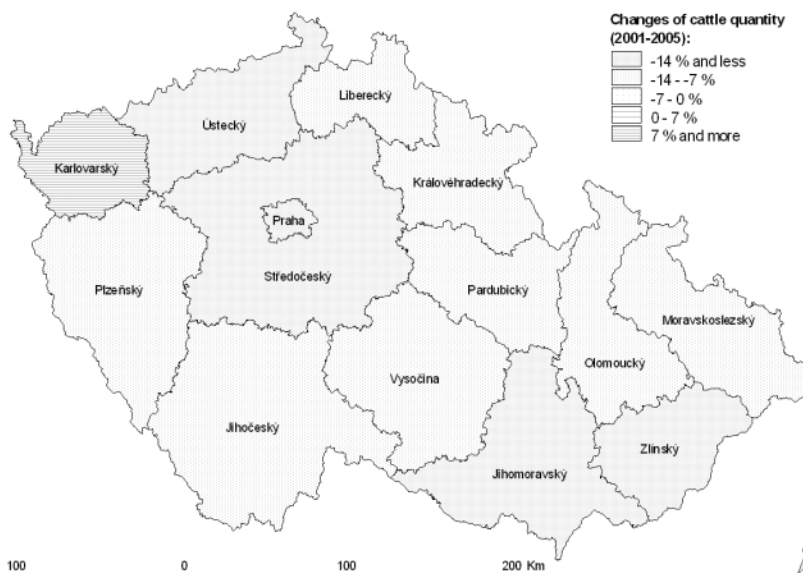 Changes of cattle quantity
(2001-2005):
-14 % and less
-14 - -7 %
-7 - 0 %
0 - 7 %
7 % and more
Liberecký
Ústecký
Karlovarský
Královéhradecký
Praha
Středočeský
Plzeňský
Pardubický
Moravskoslezský
Olomoucký
Vysočina
Jihočeský
Zlínský
Jihomoravský
100 0 100 200 Km